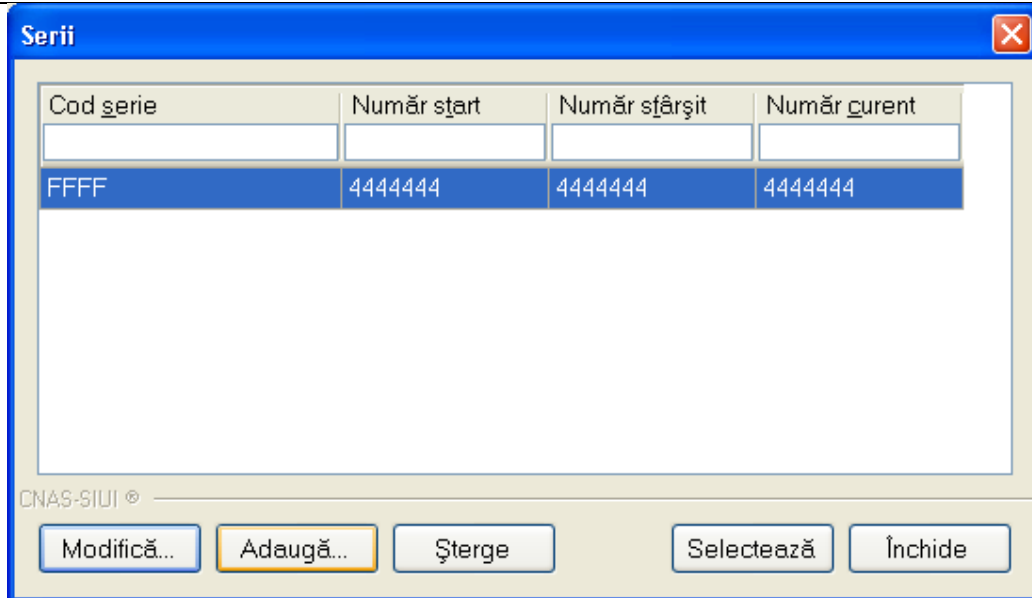 Serii
Cod serie Număr start Număr sfârşit Număr curent
FFFF 4444444 4444444 4444444
CNAS-SIUI ®
Modifică... Adaugă... Şterge Selectează Închide